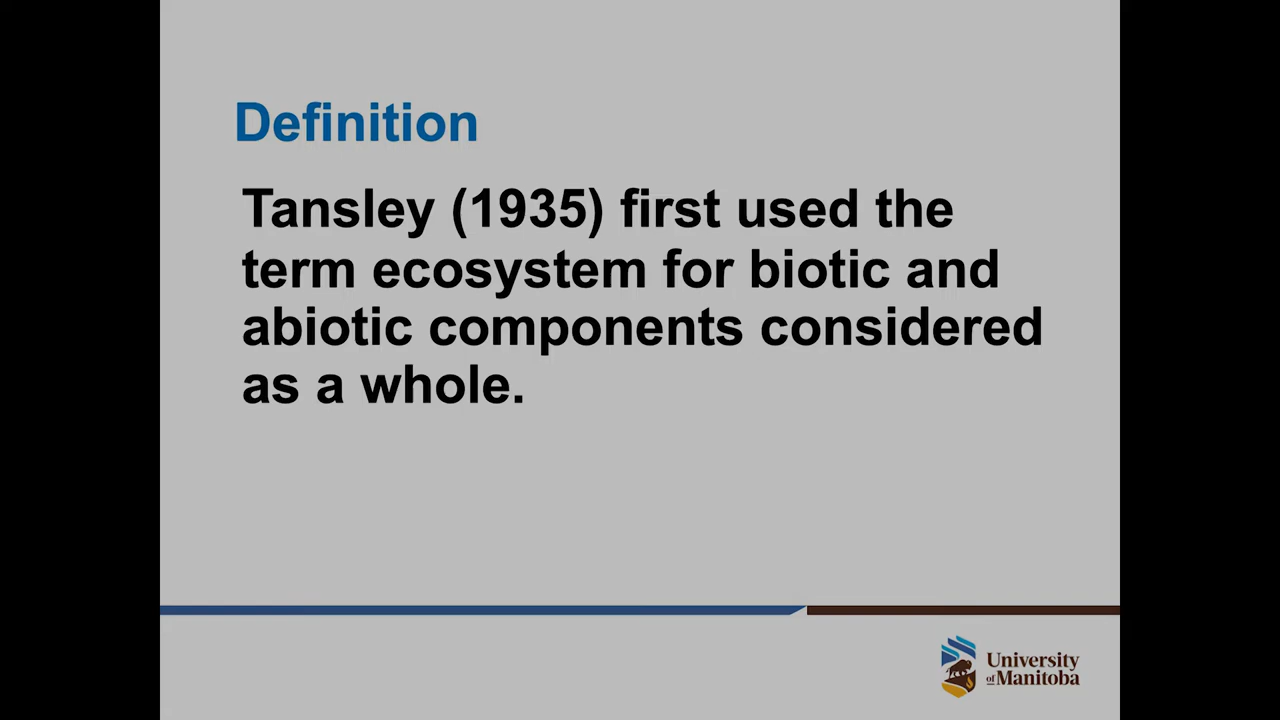 Definition
Tansley (1935) first used the
term ecosystem for biotic and
abiotic components considered
as a whole.
University
of Manitoba